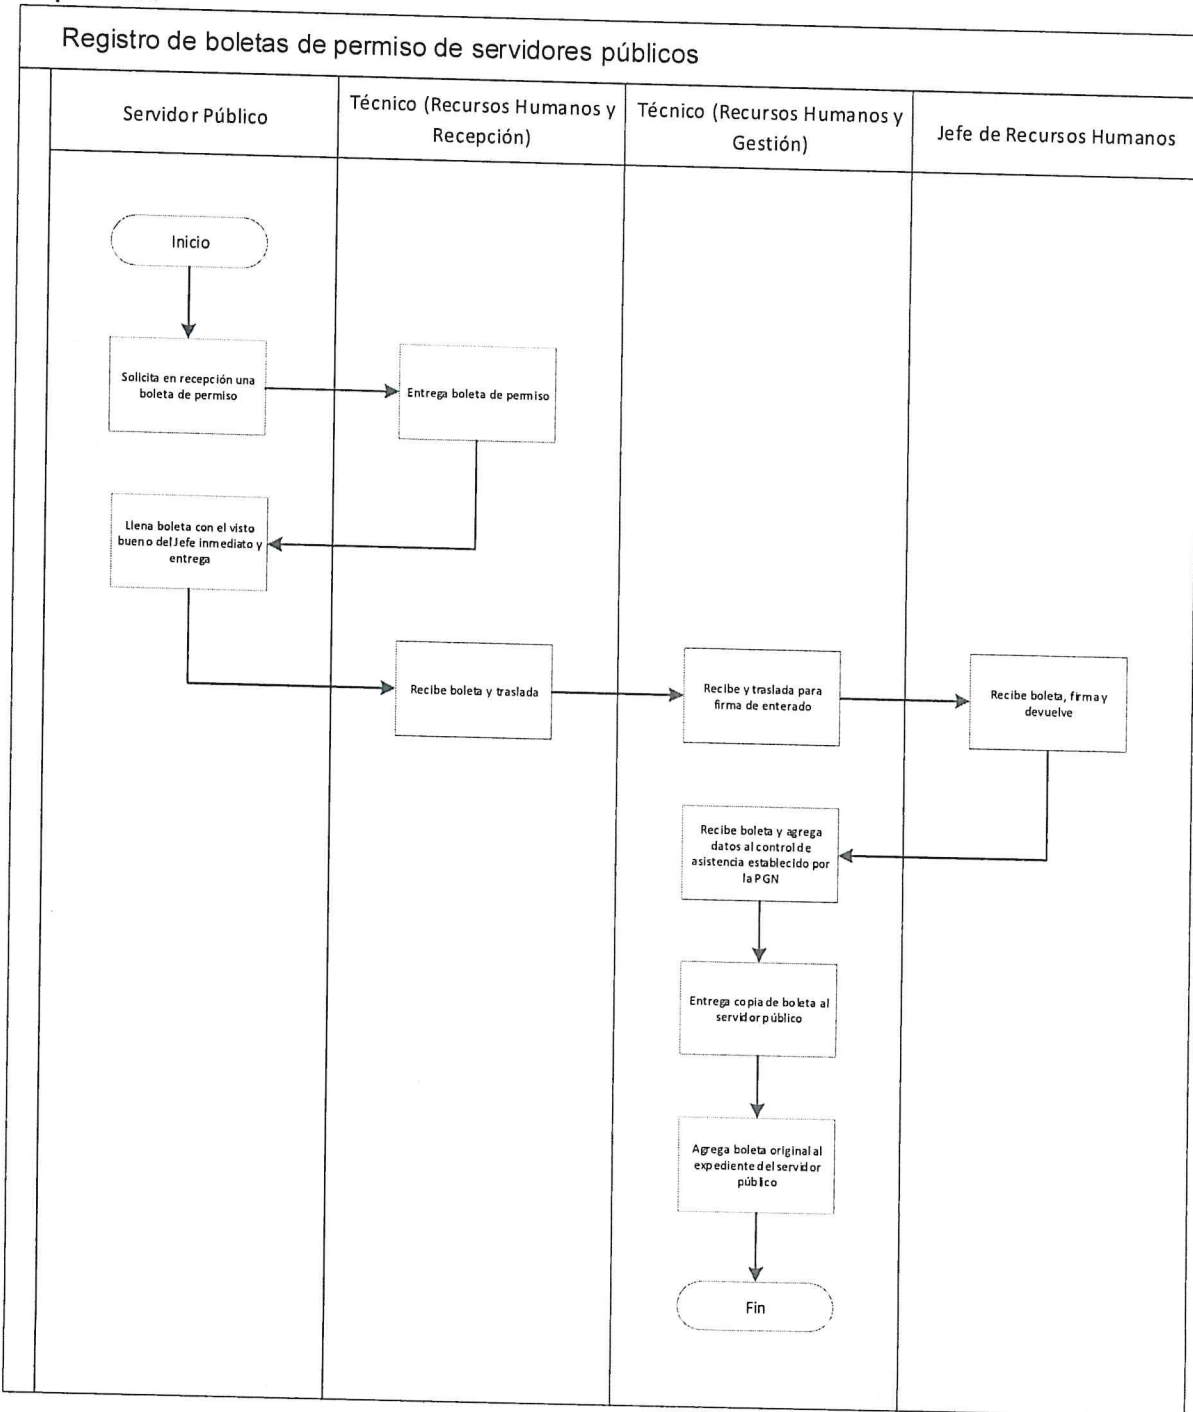 Registro de boletas de permiso de servidores públicos
Servidor Público
Técnico (Recursos Humanos y
Recepción)
Técnico (Recursos Humanos y
Gestión)
Jefe de Recursos Humanos
Inicio
Solicita en recepción una
boleta de permiso
Entrega boleta de permiso
Llena boleta con el visto
bueno del Jefe inmediato y
entrega
Recibe boleta y traslada
Recibe y traslada para
firma de enterado
Recibe boleta, firma y
devuelve
Recibe boleta y agrega
datos al control de
asistencia establecido por
la PGN
Entrega copia de boleta al
servidor público
Agrega boleta original al
expediente del servidor
público
Fin